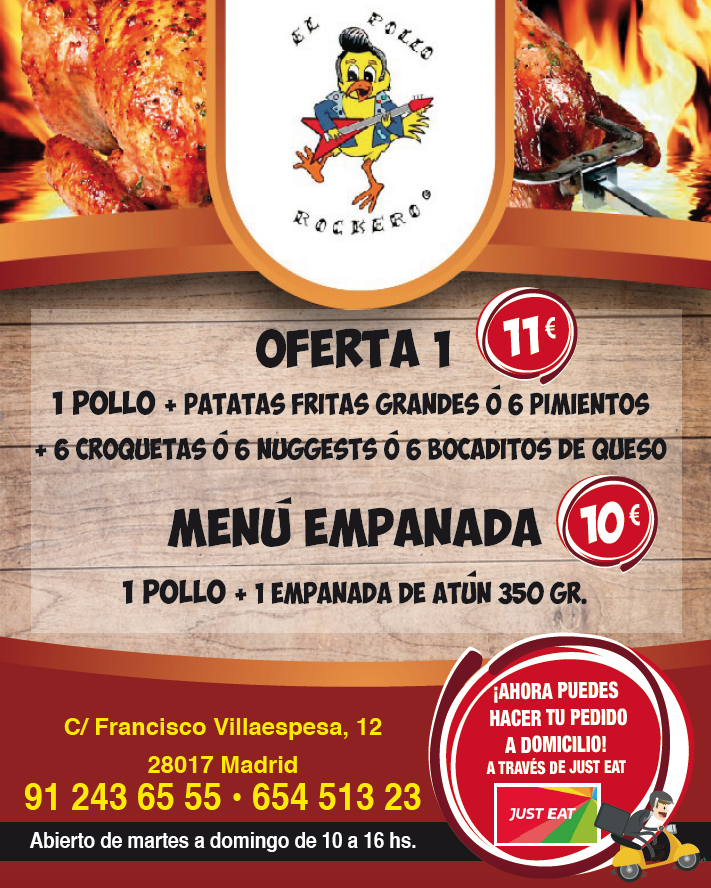 EL POLLO
ROCKERO®
OFERTA 1
11€
1 POLLO + PATATAS FRITAS GRANDES Ó 6 PIMIENTOS
+ 6 CROQUETAS Ó 6 NUGGESTS Ó 6 BOCADITOS DE QUESO
MENÚ EMPANADA
10€
1 POLLO + 1 EMPANADA DE ATÚN 350 GR.
C/ Francisco Villaespesa, 12
28017 Madrid
91 243 65 55 • 654 513 23
Abierto de martes a domingo de 10 a 16 hs.
¡AHORA PUEDES
HACER TU PEDIDO
A DOMICILIO!
A TRAVÉS DE JUST EAT
JUST EAT